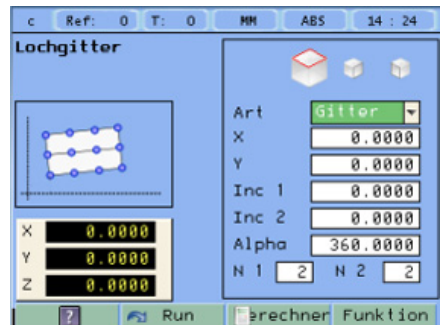 c Ref: 0 T: 0 MM ABS 14 : 24
Lochgitter
Art Gitter
X 0.0000
Y 0.0000
Inc 1 0.0000
Inc 2 0.0000
Alpha 360.0000
N 1 2 N 2 2
X 0.0000
Y 0.0000
Z 0.0000
? Run erechner Funktion